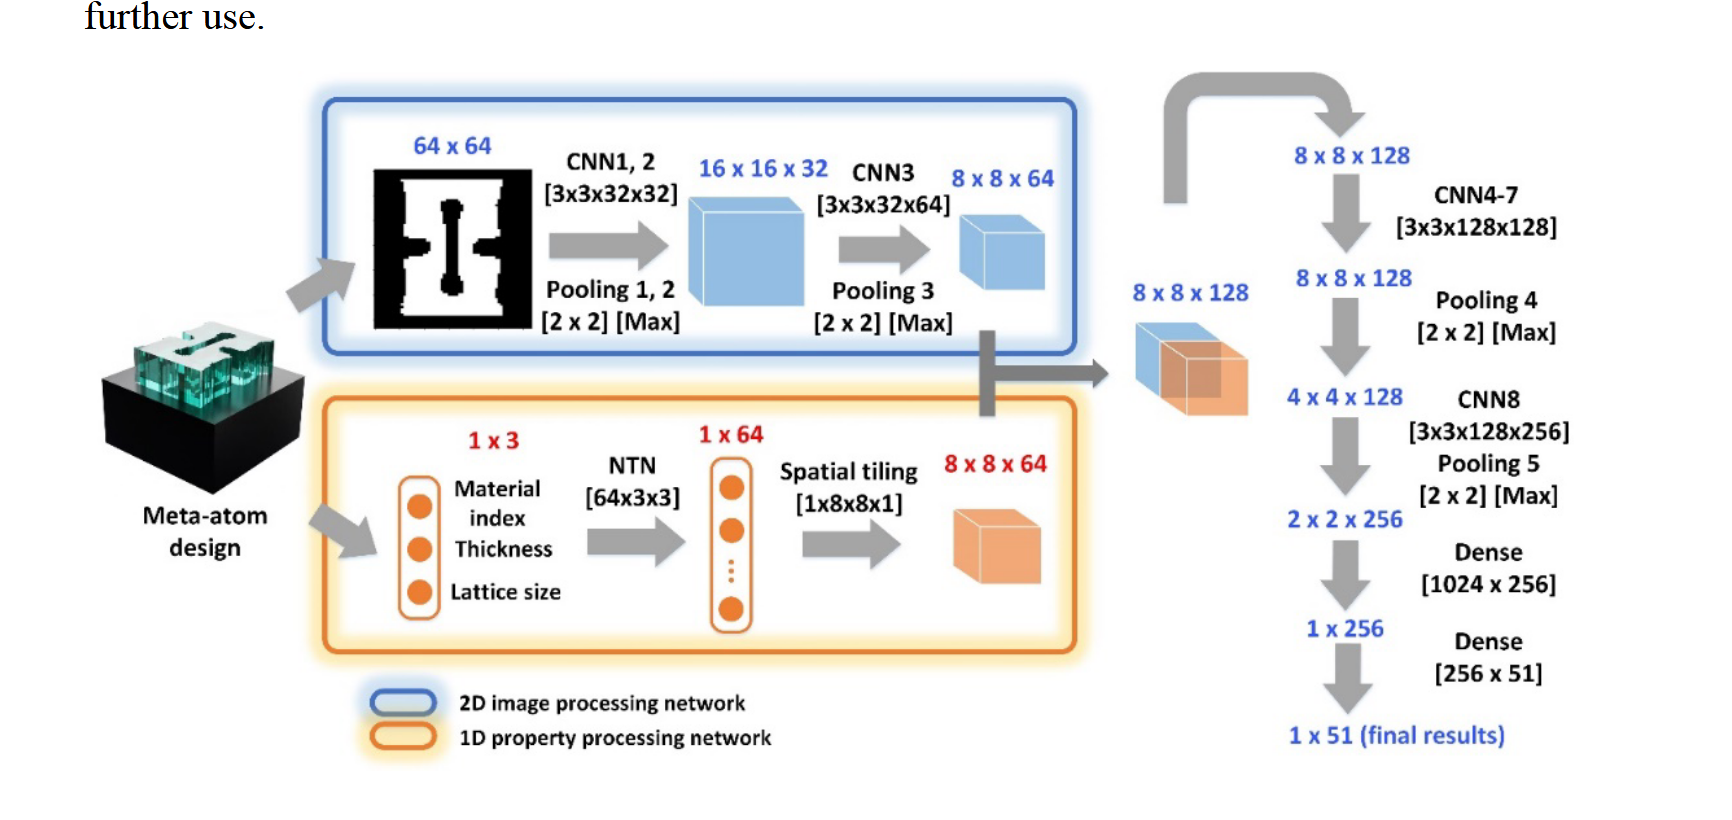 further use.
64 x 64
CNN1, 2
[3x3x32x32]
Pooling 1, 2
[2 x 2] [Max]
16 x 16 x 32
CNN3
[3x3x32x64]
Pooling 3
[2 x 2] [Max]
8 x 8 x 64
Meta-atom
design
1 x 3
Material
index
Thickness
Lattice size
NTN
[64x3x3]
1 x 64
Spatial tiling
[1x8x8x1]
8 x 8 x 64
2D image processing network
1D property processing network
8 x 8 x 128
8 x 8 x 128
CNN4-7
[3x3x128x128]
8 x 8 x 128
Pooling 4
[2 x 2] [Max]
4 x 4 x 128
CNN8
[3x3x128x256]
Pooling 5
[2 x 2] [Max]
2 x 2 x 256
Dense
[1024 x 256]
1 x 256
Dense
[256 x 51]
1 x 51 (final results)